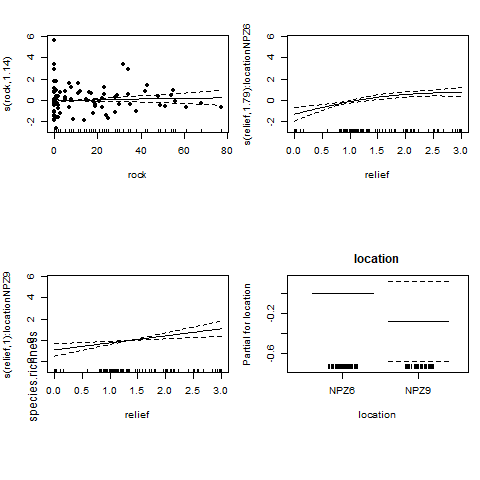 s(rock,1.14)
6
4
2
0
-2
0 20 40 60 80
rock
s(relief,1.79):locationNPZ6
6
4
2
0
-2
0.0 0.5 1.0 1.5 2.0 2.5 3.0
relief
s(relief,1):locationNPZ9
species.richness
6
4
2
0
-2
0.0 0.5 1.0 1.5 2.0 2.5 3.0
relief
location
Partial for location
-0.2
-0.6
NPZ6 NPZ9
location